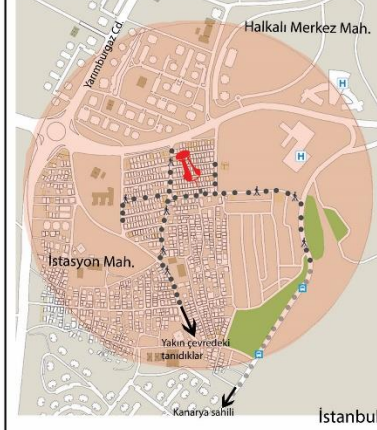 Halkalı Merkez Mah.
Yarımburgaz Cd.
H
H
İstasyon Mah.
Yakın çevredeki
tanıdıklar
Kanarya sahili
İstanbul